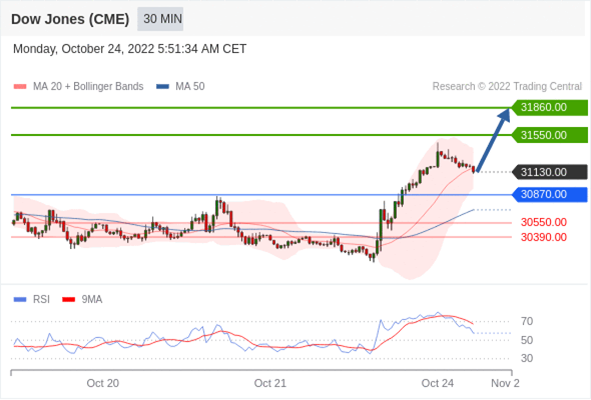 Dow Jones (CME) 30 MIN
Monday, October 24, 2022 5:51:34 AM CET
MA 20 + Bollinger Bands MA 50 Research © 2022 Trading Central
31860.00
31550.00
31130.00
30870.00
30550.00
30390.00
RSI 9MA
70
50
30
Oct 20 Oct 21 Oct 24 Nov 2